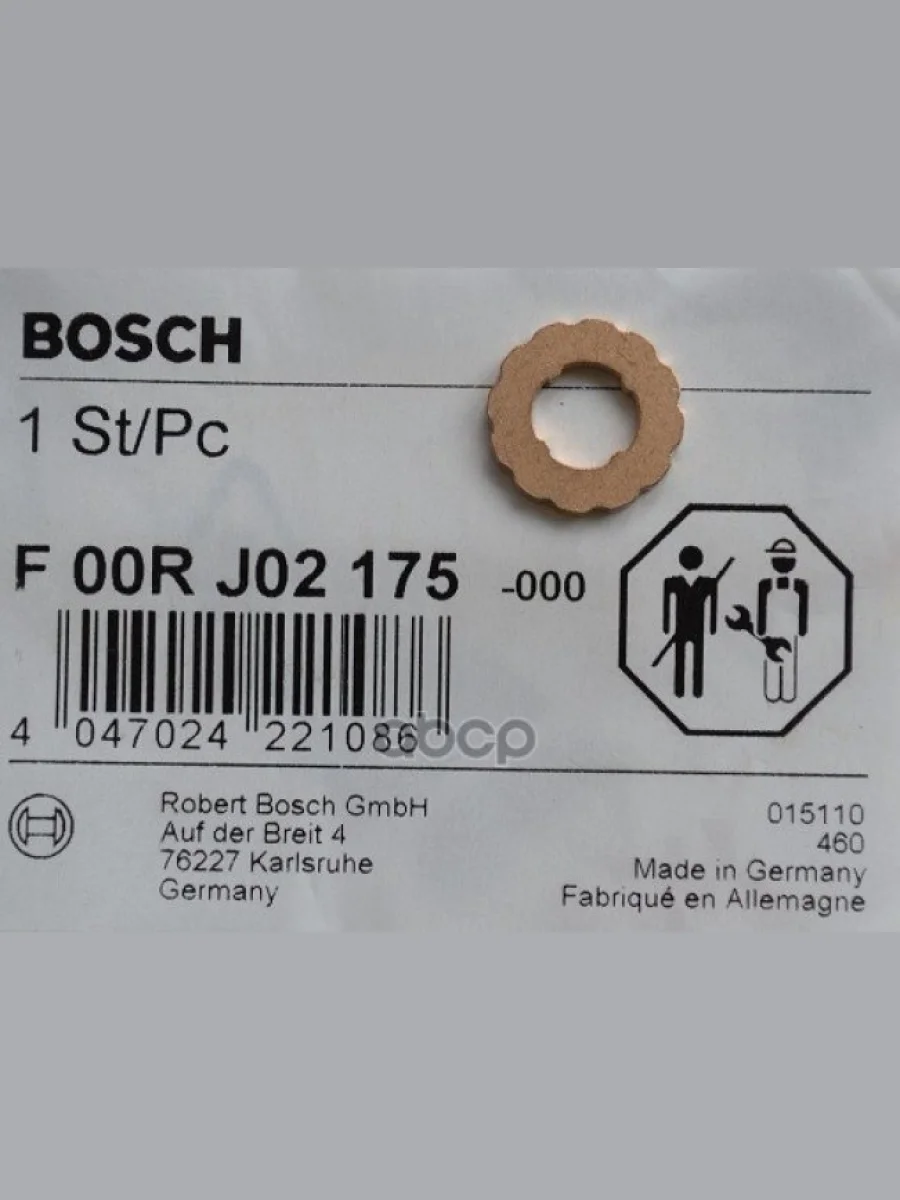 BOSCH
1 St/Pc
F 00R J02 175 -000
4 047024 221086
abcp
Robert Bosch GmbH
Auf der Breit 4
76227 Karlsruhe
Germany
015110
460
Made in Germany
Fabriqué en Allemagne